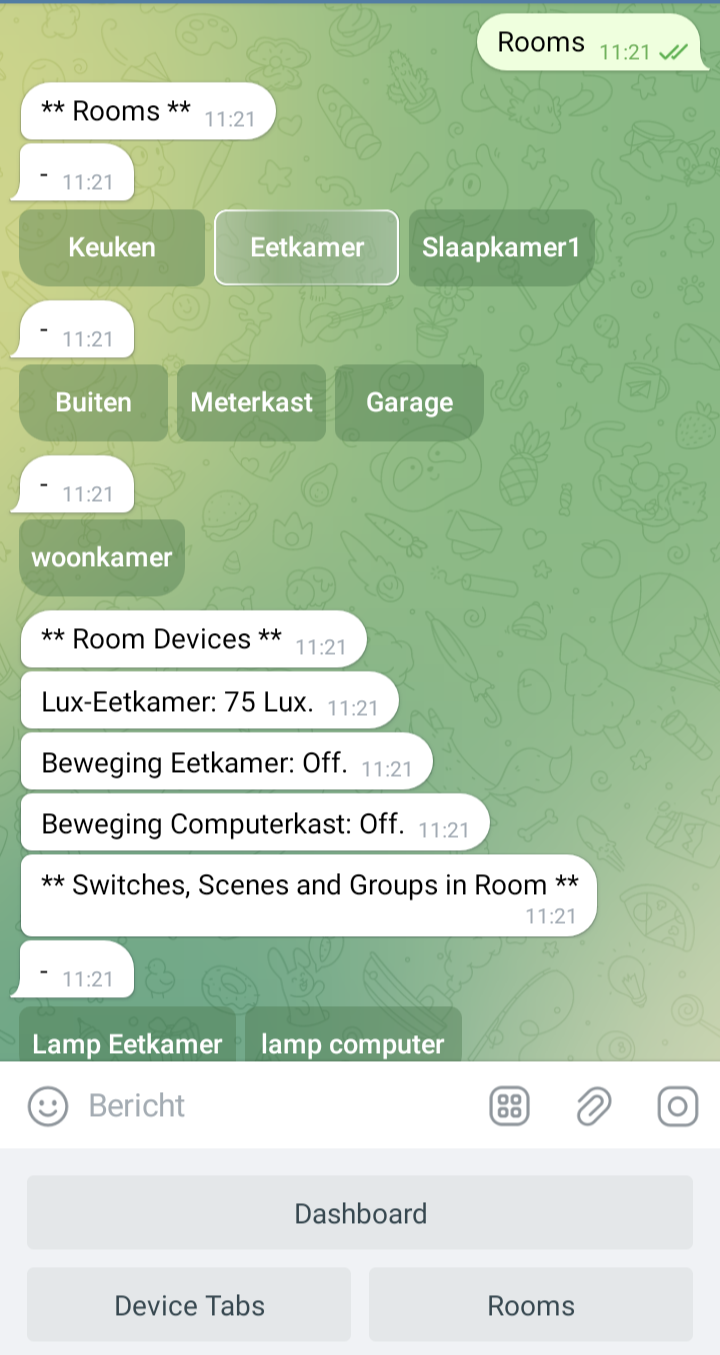 Rooms 11:21
** Rooms ** 11:21
- 11:21
Keuken Eetkamer Slaapkamer1
- 11:21
Buiten Meterkast Garage
- 11:21
woonkamer
** Room Devices ** 11:21
Lux-Eetkamer: 75 Lux. 11:21
Beweging Eetkamer: Off. 11:21
Beweging Computerkast: Off. 11:21
** Switches, Scenes and Groups in Room **
11:21
- 11:21
Lamp Eetkamer lamp computer
Bericht
Dashboard
Device Tabs Rooms